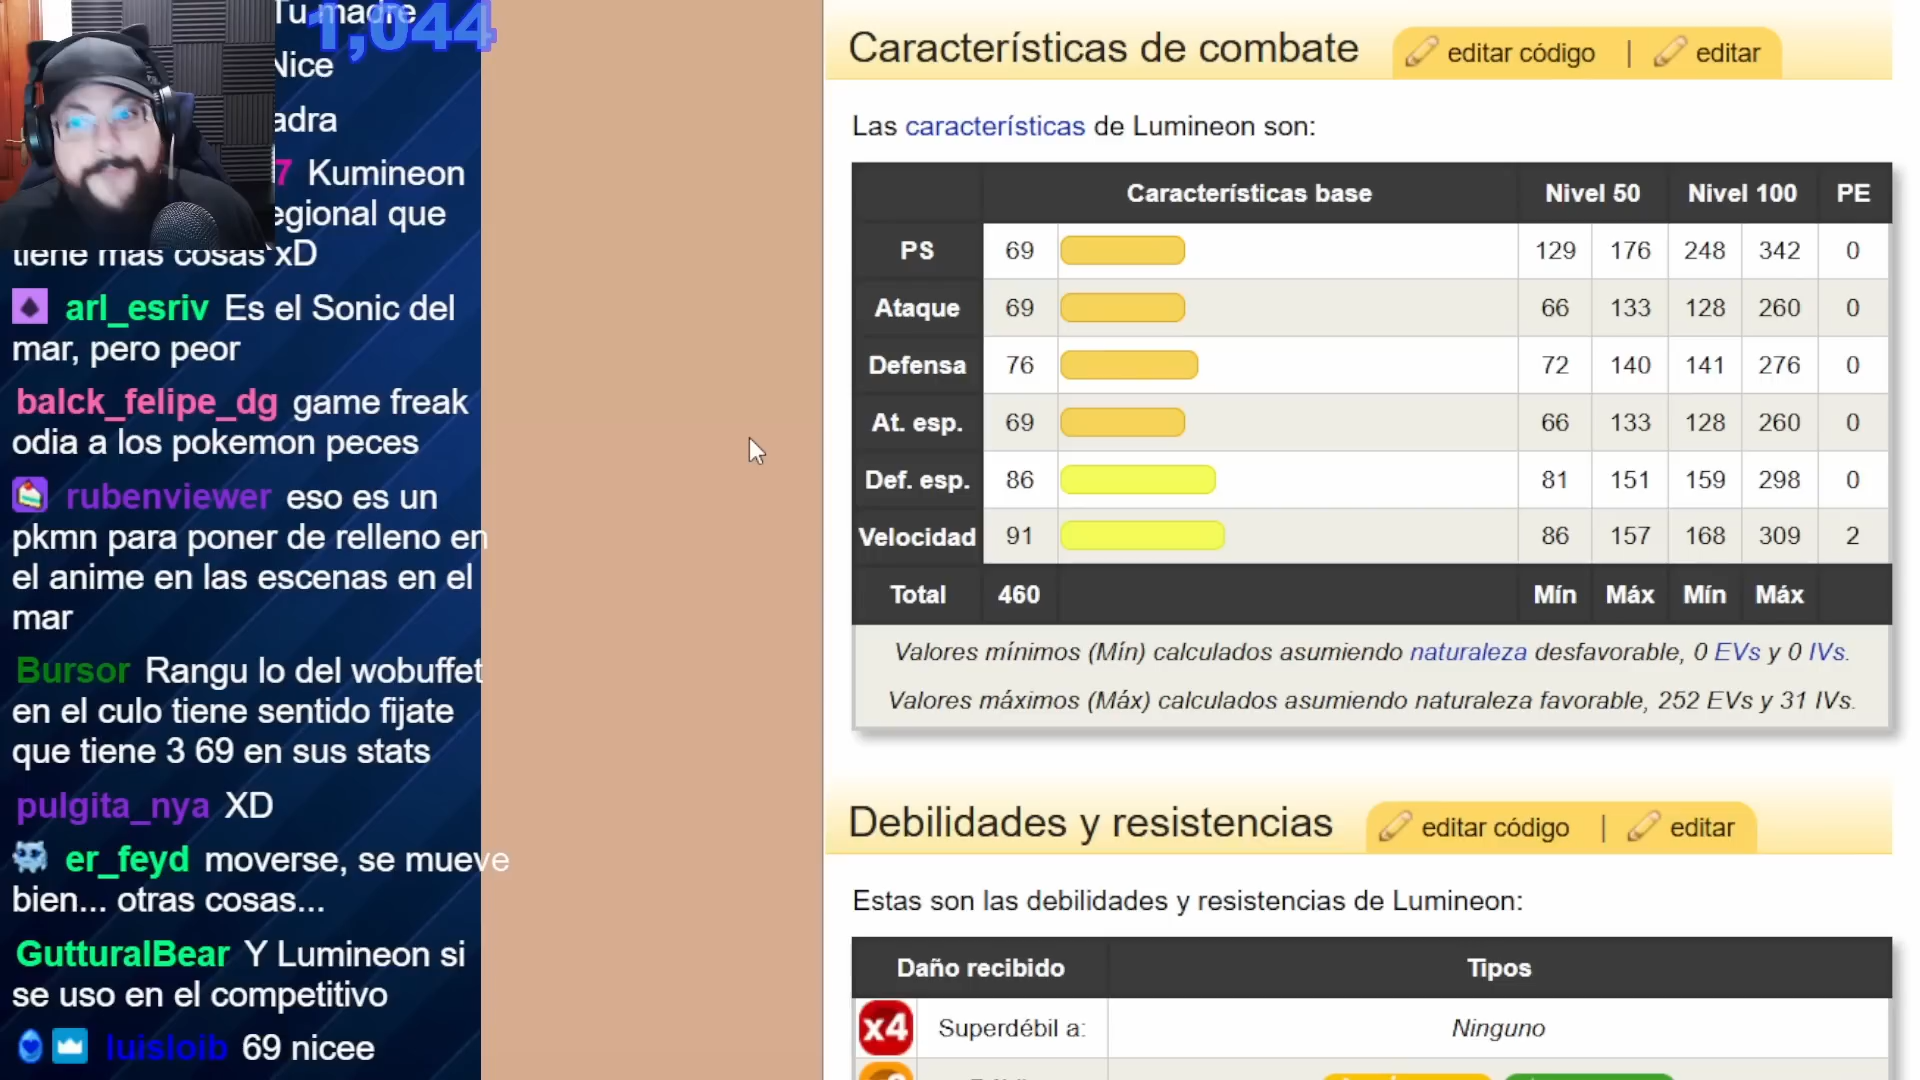 Tu madre
1,044
Nice
adra
7 Kumineon
egional que
tiene mas cosas xD
arl_esriv Es el Sonic del
mar, pero peor
balck_felipe_dg game freak
odia a los pokemon peces
rubenviewer eso es un
pkmn para poner de relleno en
el anime en las escenas en el
mar
Bursor Rangu lo del wobuffet
en el culo tiene sentido fijate
que tiene 3 69 en sus stats
pulgita_nya XD
er_feyd moverse, se mueve
bien... otras cosas...
GutturalBear Y Lumineon si
se uso en el competitivo
luisloib 69 nicee
Características de combate editar código | editar
Las características de Lumineon son:
Características base Nivel 50 Nivel 100 PE
PS 69 129 176 248 342 0
Ataque 69 66 133 128 260 0
Defensa 76 72 140 141 276 0
At. esp. 69 66 133 128 260 0
Def. esp. 86 81 151 159 298 0
Velocidad 91 86 157 168 309 2
Total 460 Mín Máx Mín Máx
Valores mínimos (Mín) calculados asumiendo naturaleza desfavorable, 0 EVs y 0 IVs.
Valores máximos (Máx) calculados asumiendo naturaleza favorable, 252 EVs y 31 IVs.
Debilidades y resistencias editar código | editar
Estas son las debilidades y resistencias de Lumineon:
Daño recibido Tipos
x4 Superdébil a: Ninguno